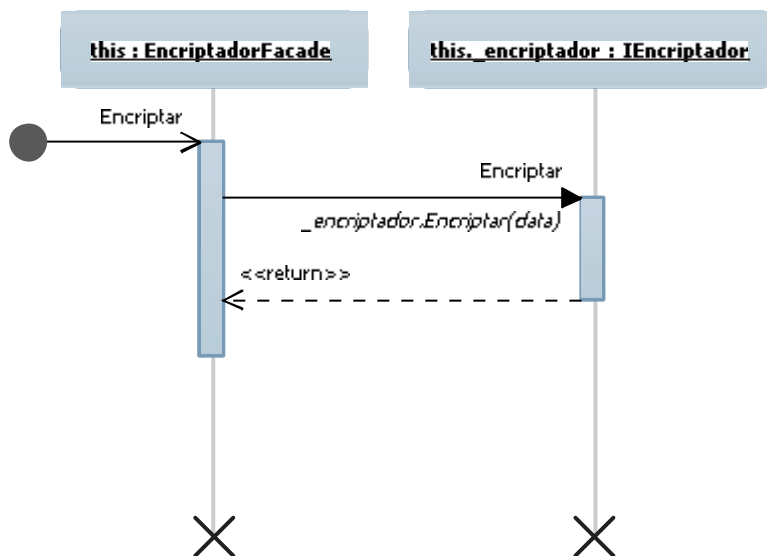 this : EncriptadorFacade
this._encriptador : IEncriptador
Encriptar
Encriptar
_encriptador.Encriptar(data)
<<return>>